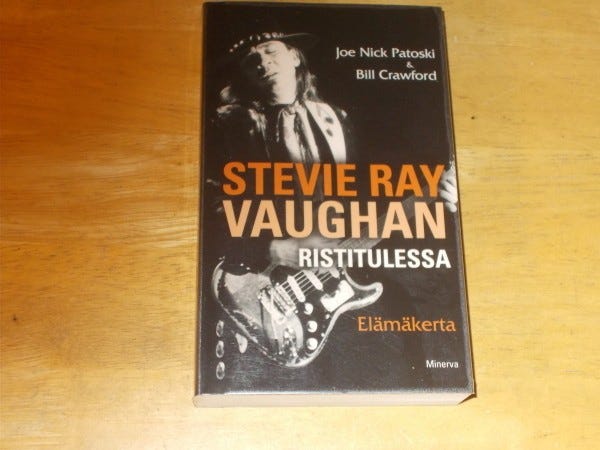 Joe Nick Patoski
&
Bill Crawford
STEVIE RAY
VAUGHAN
RISTITULESSA
Elämäkerta
Minerva